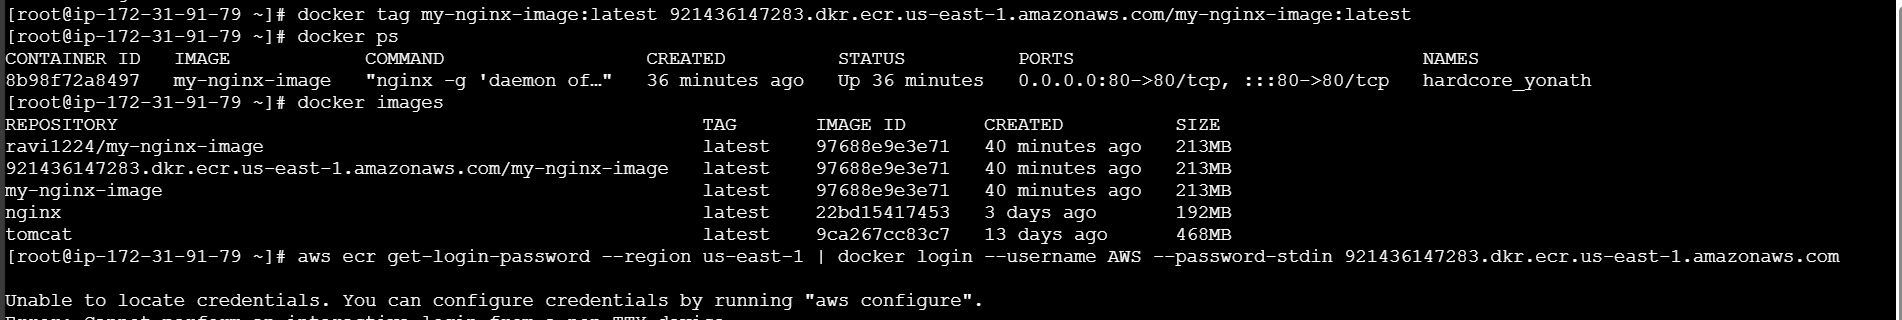 [root@ip-172-31-91-79 ~]# docker tag my-nginx-image:latest 921436147283.dkr.ecr.us-east-1.amazonaws.com/my-nginx-image:latest
[root@ip-172-31-91-79 ~]# docker ps
CONTAINER ID   IMAGE            COMMAND                  CREATED          STATUS          PORTS                               NAMES
8b98f72a8497   my-nginx-image   "nginx -g 'daemon of…"   36 minutes ago   Up 36 minutes   0.0.0.0:80->80/tcp, :::80->80/tcp   hardcore_yonath
[root@ip-172-31-91-79 ~]# docker images
REPOSITORY                                                    TAG       IMAGE ID       CREATED          SIZE
ravi1224/my-nginx-image                                       latest    97688e9e3e71   40 minutes ago   213MB
921436147283.dkr.ecr.us-east-1.amazonaws.com/my-nginx-image   latest    97688e9e3e71   40 minutes ago   213MB
my-nginx-image                                                latest    97688e9e3e71   40 minutes ago   213MB
nginx                                                         latest    22bd15417453   3 days ago       192MB
tomcat                                                        latest    9ca267cc83c7   13 days ago      468MB
[root@ip-172-31-91-79 ~]# aws ecr get-login-password --region us-east-1 | docker login --username AWS --password-stdin 921436147283.dkr.ecr.us-east-1.amazonaws.com
Unable to locate credentials. You can configure credentials by running "aws configure".